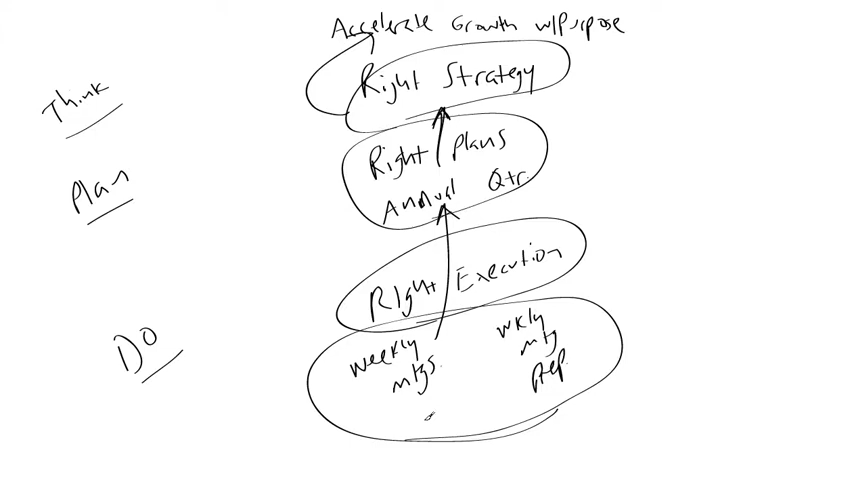 Accelerate Growth w/Purpose
Right Strategy
Think
Right Plans
Plan
Annual Qtr.
Right Execution
Do
Weekly
mtgs.
wkly
mtg
prep.